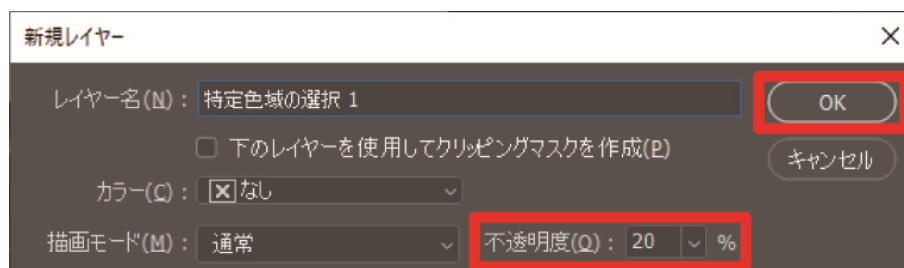 新規レイヤー
レイヤー名(N)： 特定色域の選択 1
OK
下のレイヤーを使用してクリッピングマスクを作成(P)
キャンセル
カラー(C)： なし
描画モード(M)： 通常 不透明度(O)： 20 %